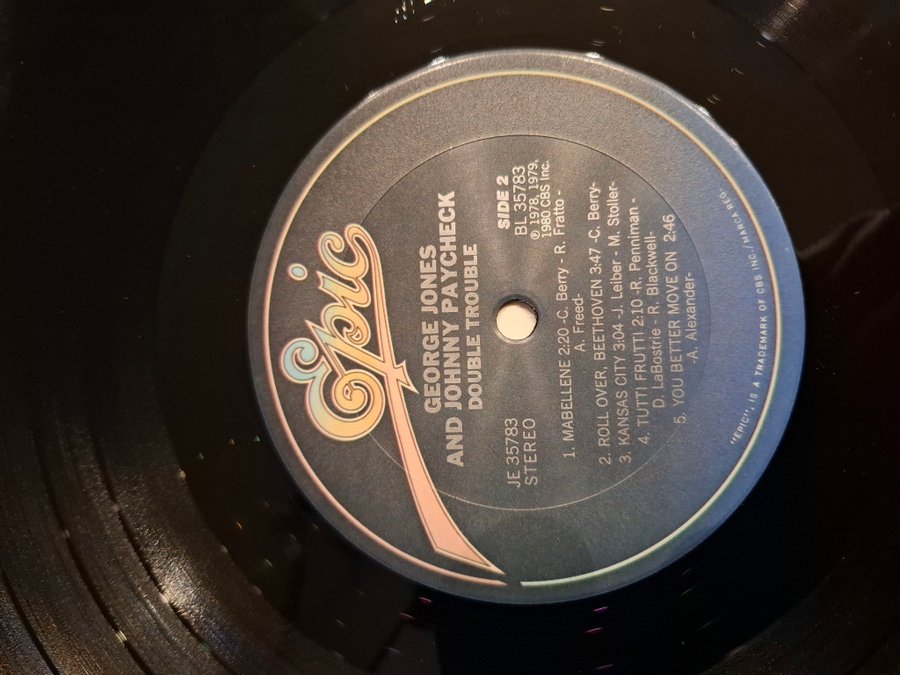 Epic
GEORGE JONES
AND JOHNNY PAYCHECK
DOUBLE TROUBLE
JE 35783
STEREO
SIDE 2
BL 35783
℗ 1978, 1979,
1980 CBS Inc.
1. MABELLENE 2:20 -C. Berry - R. Fratto -
A. Freed-
2. ROLL OVER, BEETHOVEN 3:47 -C. Berry-
3. KANSAS CITY 3:04 -J. Leiber - M. Stoller-
4. TUTTI FRUTTI 2:10 -R. Penniman -
D. LaBostrie - R. Blackwell-
5. YOU BETTER MOVE ON 2:46
-A. Alexander-
"EPIC", IS A TRADEMARK OF CBS INC./MARCA REG.